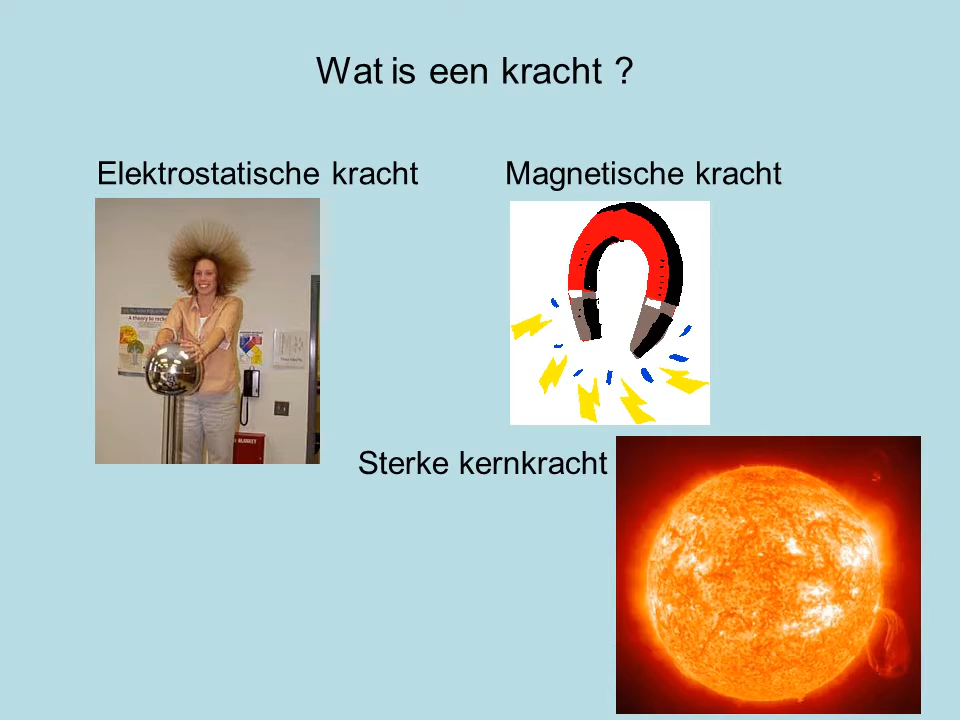 Wat is een kracht ?
Elektrostatische kracht
Magnetische kracht
Sterke kernkracht